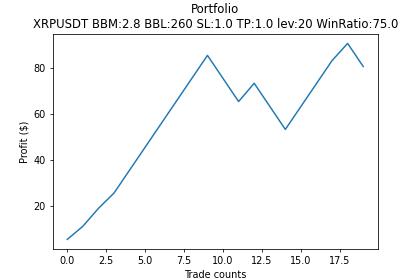 Portfolio
XRPUSDT BBM:2.8 BBL:260 SL:1.0 TP:1.0 lev:20 WinRatio:75.0
80
60
40
20
Profit ($)
0.0 2.5 5.0 7.5 10.0 12.5 15.0 17.5
Trade counts